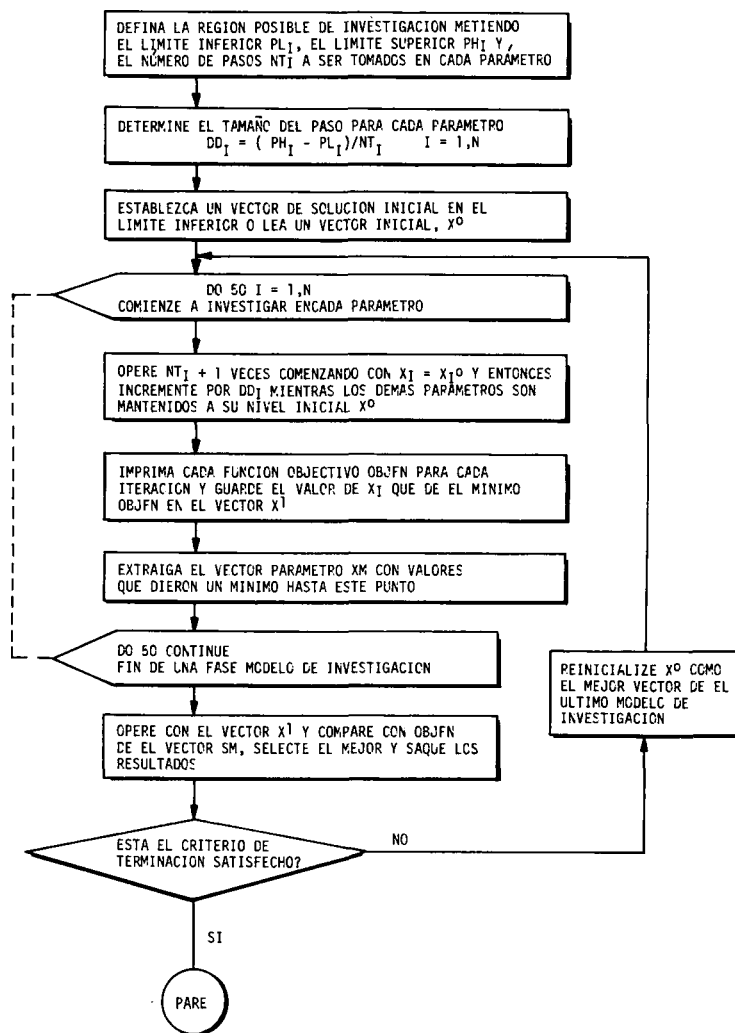 DEFINA LA REGION POSIBLE DE INVESTIGACION METIENDO
EL LIMITE INFERIOR PLI, EL LIMITE SUPERIOR PHI Y,
EL NÚMERO DE PASOS NTI A SER TOMADOS EN CADA PARAMETRO
DETERMINE EL TAMAÑO DEL PASO PARA CADA PARAMETRO
DDI = ( PHI - PLI)/NTI I = 1,N
ESTABLEZCA UN VECTOR DE SOLUCION INICIAL EN EL
LIMITE INFERIOR O LEA UN VECTOR INICIAL, X⁰
DO 50 I = 1,N
COMIENZE A INVESTIGAR ENCADA PARAMETRO
OPERE NTI + 1 VECES COMENZANDO CON XI = XI⁰ Y ENTONCES
INCREMENTE POR DDI MIENTRAS LOS DEMAS PARAMETROS SON
MANTENIDOS A SU NIVEL INICIAL X⁰
IMPRIMA CADA FUNCION OBJECTIVO OBJFN PARA CADA
ITERACION Y GUARDE EL VALOR DE XI QUE DE EL MINIMO
OBJFN EN EL VECTOR X¹
EXTRAIGA EL VECTOR PARAMETRO XM CON VALORES
QUE DIERON UN MINIMO HASTA ESTE PUNTO
DO 50 CONTINUE
FIN DE UNA FASE MODELO DE INVESTIGACION
REINICIALIZE X⁰ COMO
EL MEJOR VECTOR DE EL
ULTIMO MODELO DE
INVESTIGACION
OPERE CON EL VECTOR X¹ Y COMPARE CON OBJFN
DE EL VECTOR SM, SELECTE EL MEJOR Y SAQUE LOS
RESULTADOS
ESTA EL CRITERIO DE
TERMINACION SATISFECHO?
NO
SI
PARE